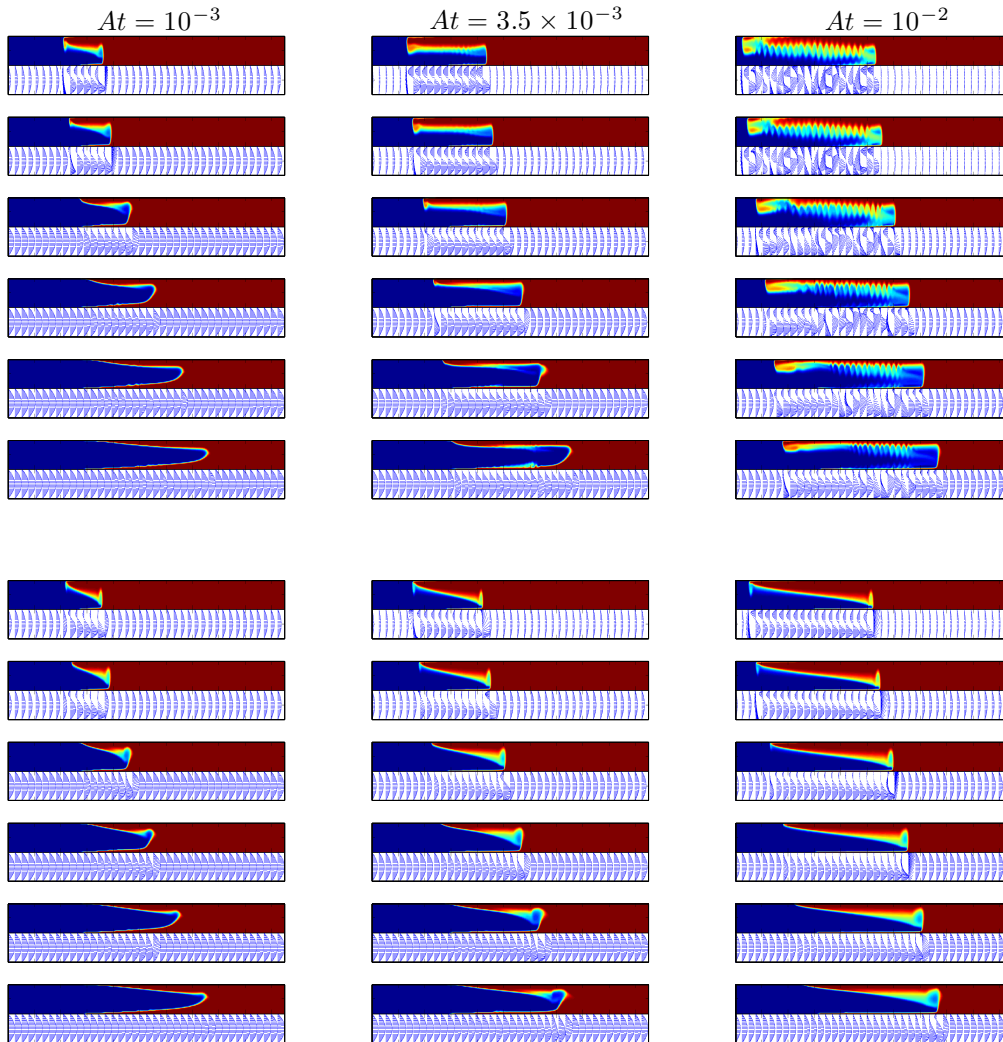 At = 10⁻³
At = 3.5 × 10⁻³
At = 10⁻²